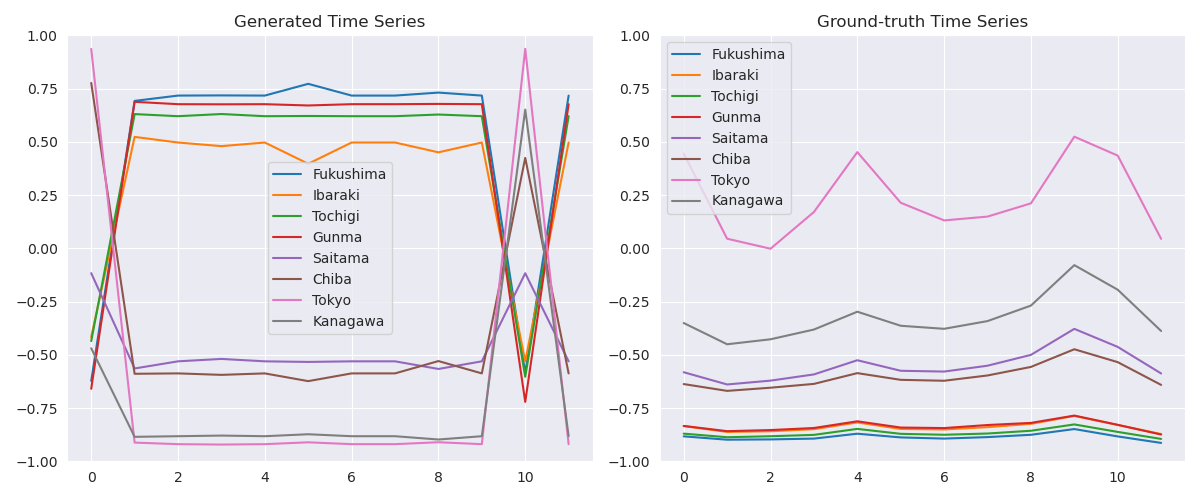 Generated Time Series
1.00
0.75
0.50
0.25
0.00
−0.25
−0.50
−0.75
−1.00
0 2 4 6 8 10
Fukushima
Ibaraki
Tochigi
Gunma
Saitama
Chiba
Tokyo
Kanagawa
Ground-truth Time Series
1.00
0.75
0.50
0.25
0.00
−0.25
−0.50
−0.75
−1.00
0 2 4 6 8 10
Fukushima
Ibaraki
Tochigi
Gunma
Saitama
Chiba
Tokyo
Kanagawa